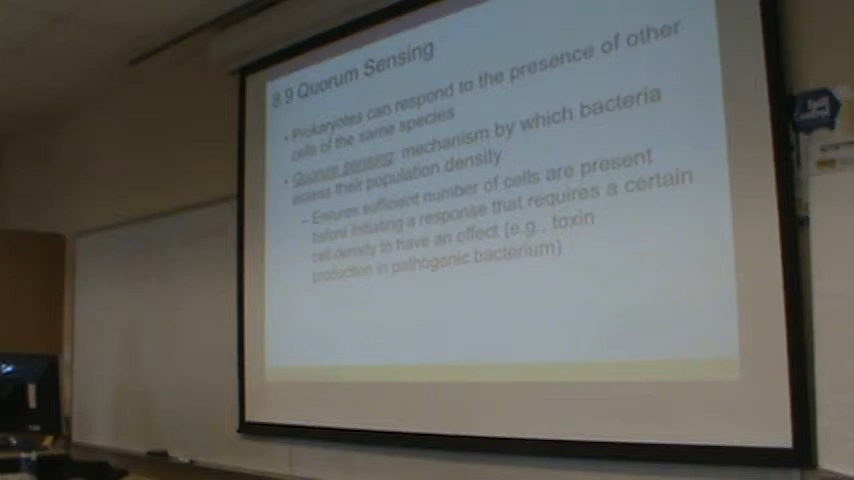 8.9 Quorum Sensing
• Prokaryotes can respond to the presence of other
cells of the same species
• Quorum sensing: mechanism by which bacteria
assess their population density
– Ensures sufficient number of cells are present
before initiating a response that requires a certain
cell density to have an effect (e.g., toxin
production in pathogenic bacterium)